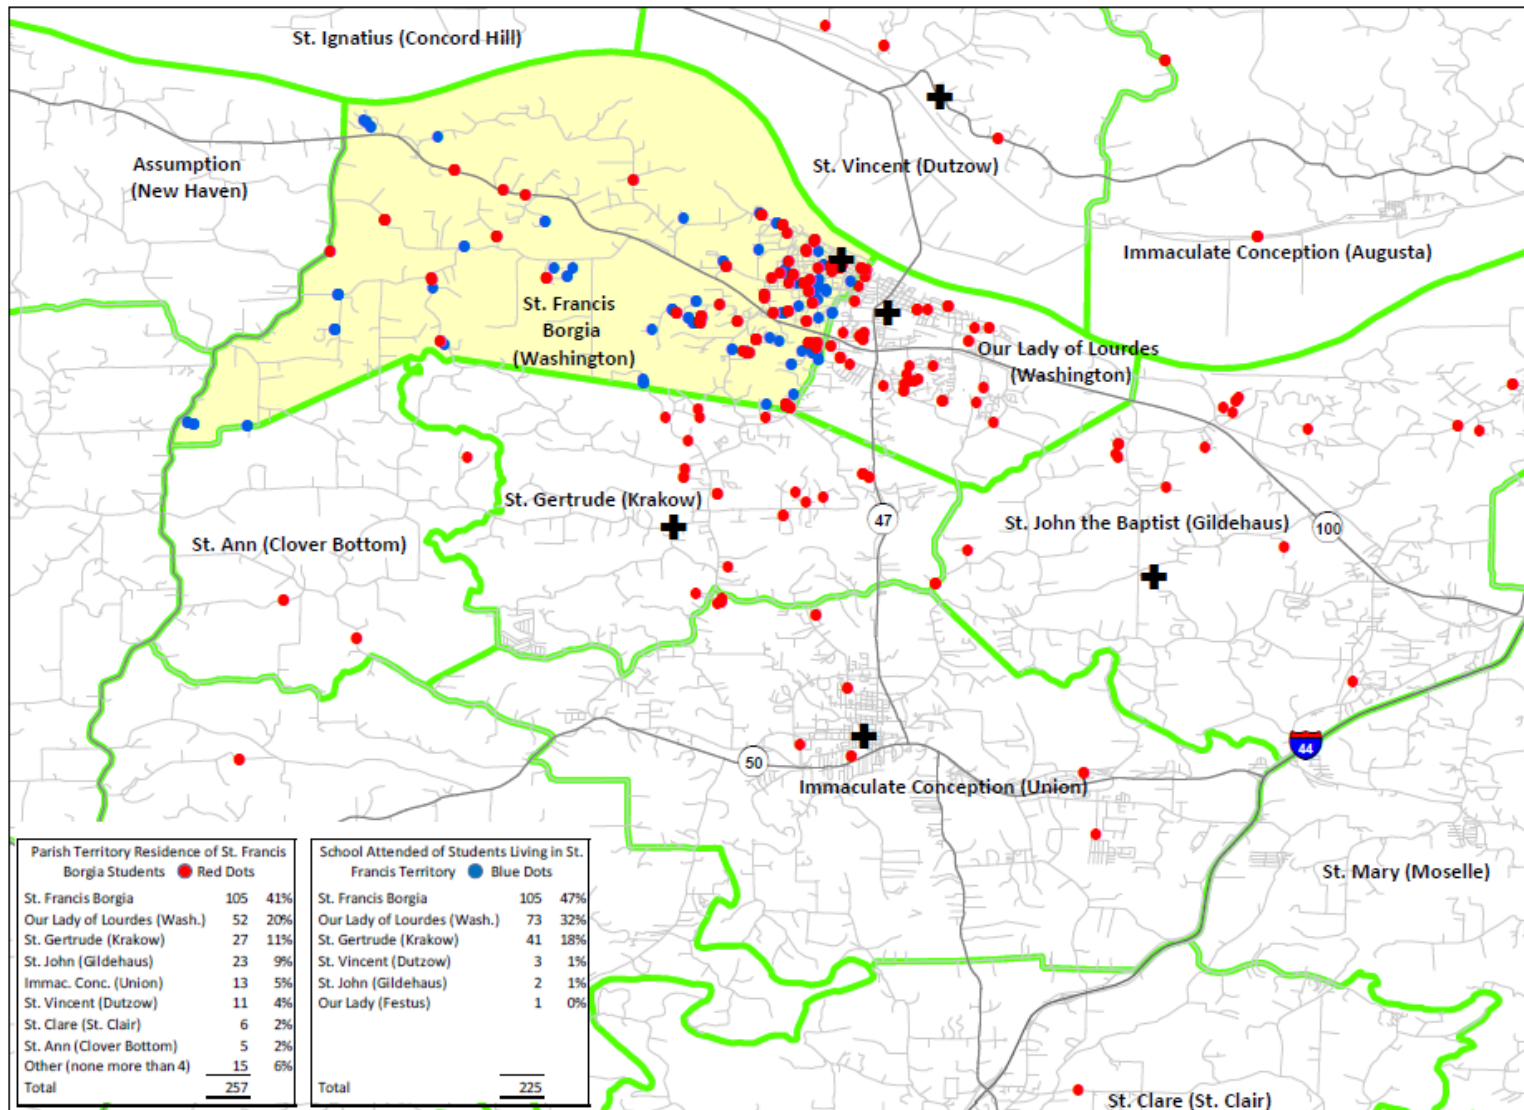 St. Ignatius (Concord Hill)
Assumption
(New Haven)
St. Vincent (Dutzow)
Immaculate Conception (Augusta)
St. Francis
Borgia
(Washington)
Our Lady of Lourdes
(Washington)
St. Gertrude (Krakow)
47
St. John the Baptist (Gildehaus)
100
St. Ann (Clover Bottom)
44
50
Immaculate Conception (Union)
St. Mary (Moselle)
St. Clare (St. Clair)
Parish Territory Residence of St. Francis
Borgia Students Red Dots
St. Francis Borgia 105 41%
Our Lady of Lourdes (Wash.) 52 20%
St. Gertrude (Krakow) 27 11%
St. John (Gildehaus) 23 9%
Immac. Conc. (Union) 13 5%
St. Vincent (Dutzow) 11 4%
St. Clare (St. Clair) 6 2%
St. Ann (Clover Bottom) 5 2%
Other (none more than 4) 15 6%
Total 257
School Attended of Students Living in St.
Francis Territory Blue Dots
St. Francis Borgia 105 47%
Our Lady of Lourdes (Wash.) 73 32%
St. Gertrude (Krakow) 41 18%
St. Vincent (Dutzow) 3 1%
St. John (Gildehaus) 2 1%
Our Lady (Festus) 1 0%
Total 225